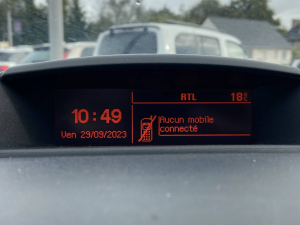 RTL 18°C
10:49
Ven 29/09/2023
Aucun mobile
connecté